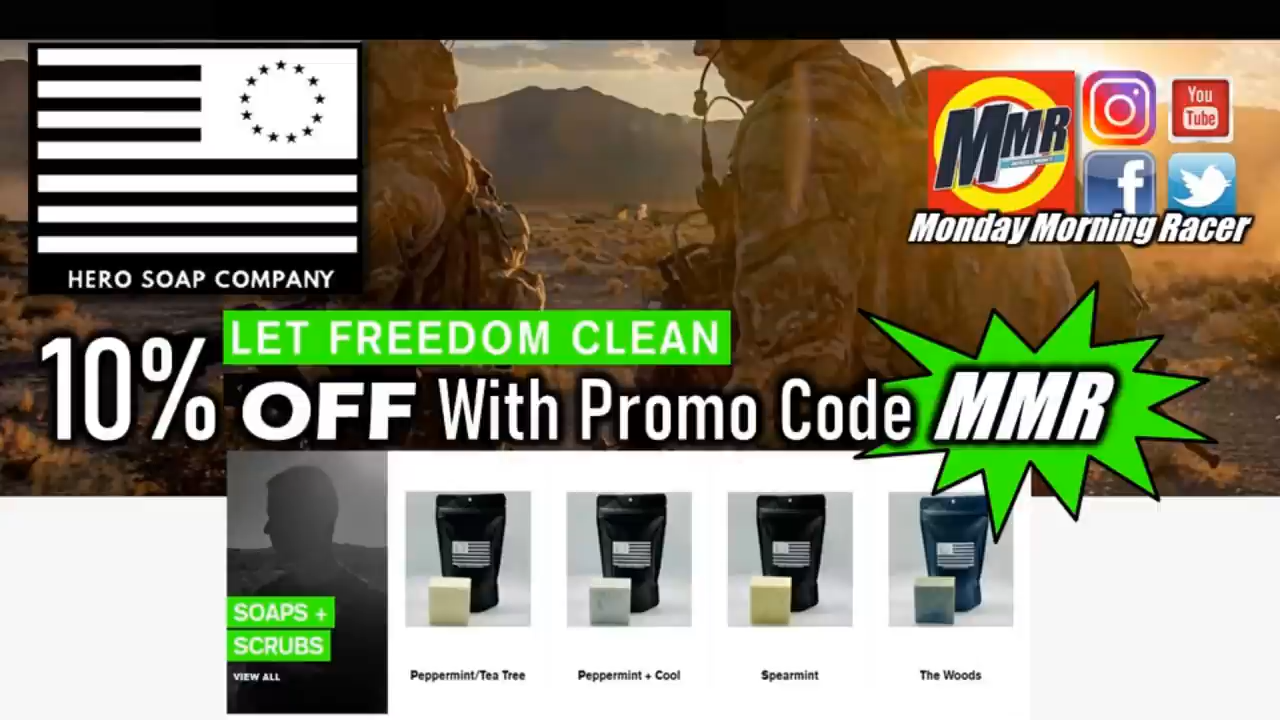 HERO SOAP COMPANY
MMR
You
Tube
Monday Morning Racer
LET FREEDOM CLEAN
10% OFF With Promo Code MMR
SOAPS +
SCRUBS
VIEW ALL
Peppermint/Tea Tree
Peppermint + Cool
Spearmint
The Woods